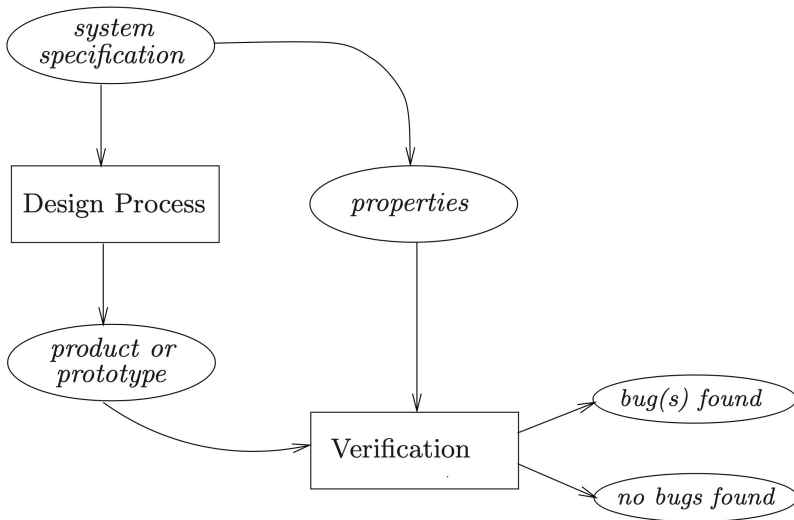 system
specification
Design Process
properties
product or
prototype
bug(s) found
Verification
no bugs found